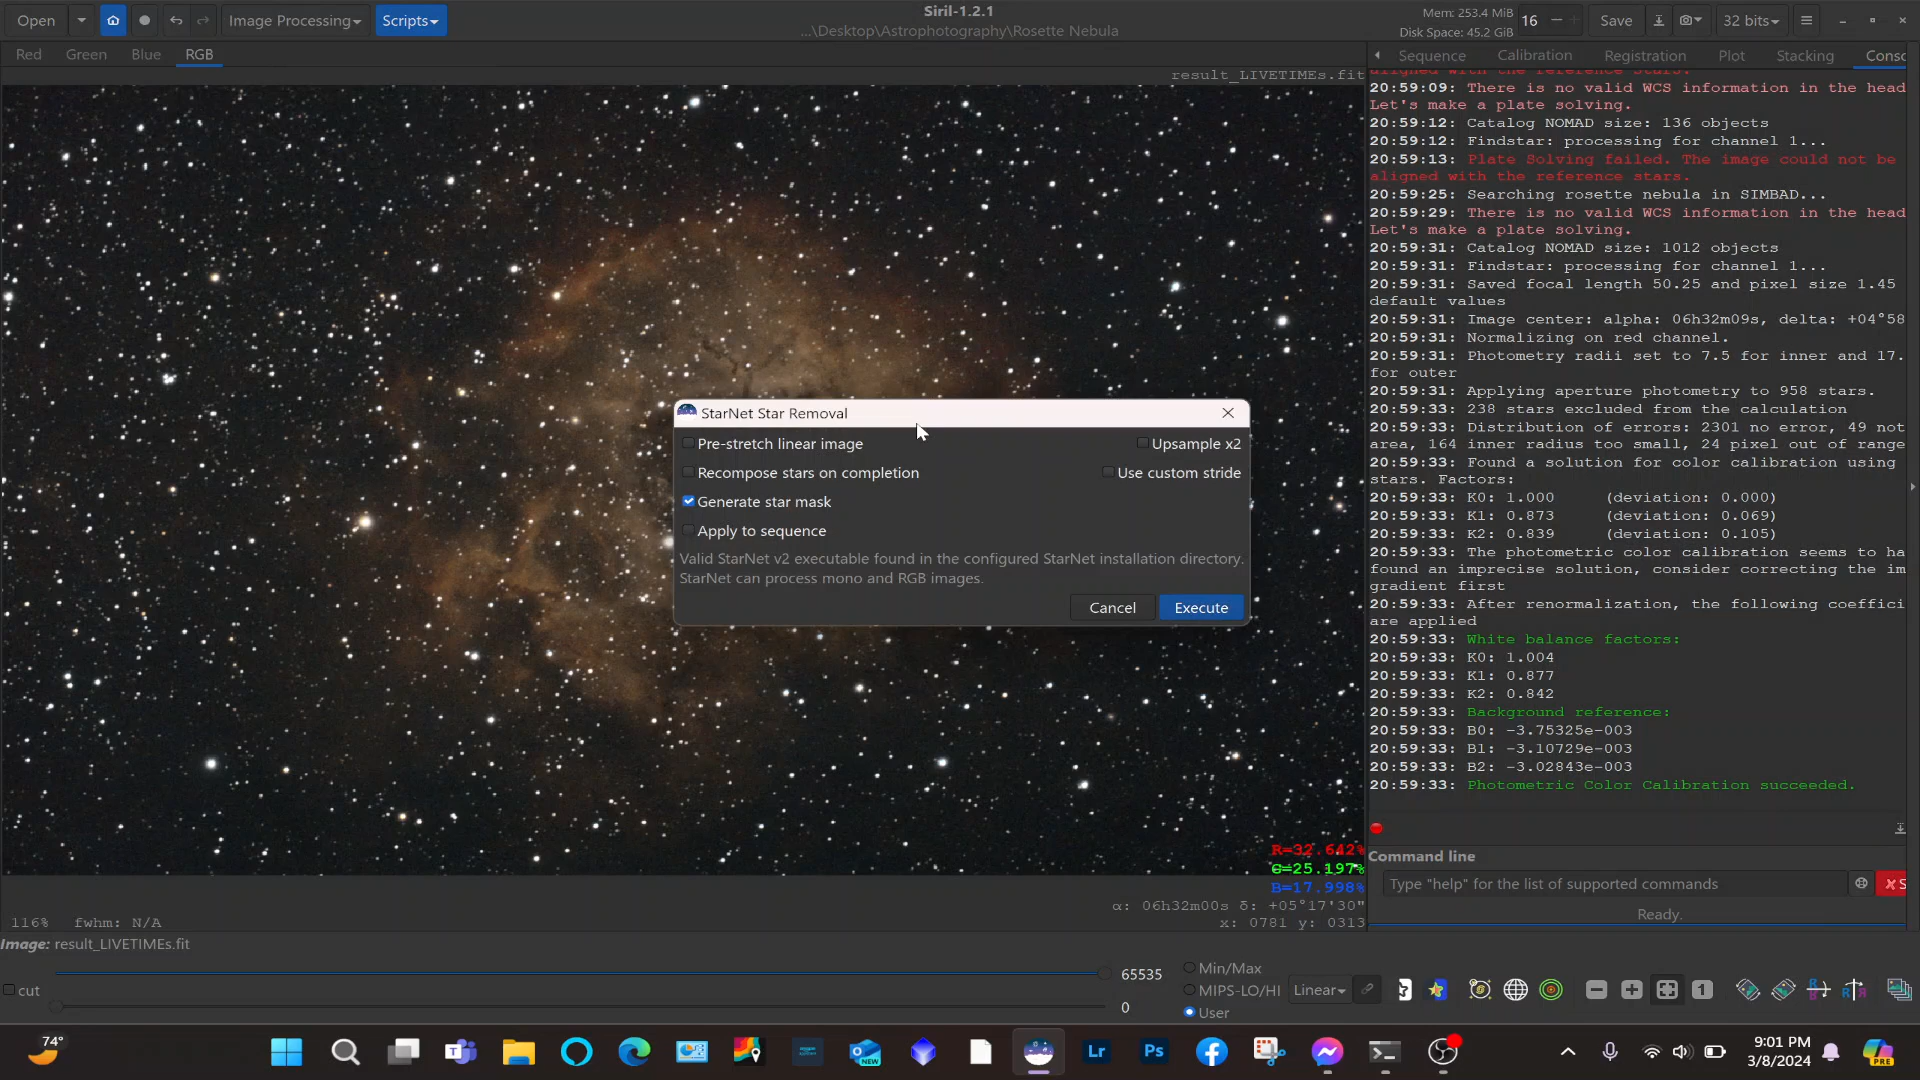 Open
Image Processing
Scripts
Siril-1.2.1
...\Desktop\Astrophotography\Rosette Nebula
Mem: 253.4 MiB
Disk Space: 45.2 GiB
16
Save
32 bits
Red
Green
Blue
RGB
result_LIVETIMEs.fit
Sequence
Calibration
Registration
Plot
Stacking
Consc
aligned with the reference stars.
20:59:09: There is no valid WCS information in the head
Let's make a plate solving.
20:59:12: Catalog NOMAD size: 136 objects
20:59:12: Findstar: processing for channel 1...
20:59:13: Plate Solving failed. The image could not be
aligned with the reference stars.
20:59:25: Searching rosette nebula in SIMBAD...
20:59:29: There is no valid WCS information in the head
Let's make a plate solving.
20:59:31: Catalog NOMAD size: 1012 objects
20:59:31: Findstar: processing for channel 1...
20:59:31: Saved focal length 50.25 and pixel size 1.45
default values
20:59:31: Image center: alpha: 06h32m09s, delta: +04°58
20:59:31: Normalizing on red channel.
20:59:31: Photometry radii set to 7.5 for inner and 17.
for outer
20:59:31: Applying aperture photometry to 958 stars.
20:59:33: 238 stars excluded from the calculation
20:59:33: Distribution of errors: 2301 no error, 49 not
area, 164 inner radius too small, 24 pixel out of range
20:59:33: Found a solution for color calibration using
stars. Factors:
20:59:33: K0: 1.000 (deviation: 0.000)
20:59:33: K1: 0.873 (deviation: 0.069)
20:59:33: K2: 0.839 (deviation: 0.105)
20:59:33: The photometric color calibration seems to ha
found an imprecise solution, consider correcting the im
gradient first
20:59:33: After renormalization, the following coeffici
are applied
20:59:33: White balance factors:
20:59:33: K0: 1.004
20:59:33: K1: 0.877
20:59:33: K2: 0.842
20:59:33: Background reference:
20:59:33: B0: -3.75325e-003
20:59:33: B1: -3.10729e-003
20:59:33: B2: -3.02843e-003
20:59:33: Photometric Color Calibration succeeded.
StarNet Star Removal
Pre-stretch linear image
Upsample x2
Recompose stars on completion
Use custom stride
Generate star mask
Apply to sequence
Valid StarNet v2 executable found in the configured StarNet installation directory.
StarNet can process mono and RGB images.
Cancel
Execute
R=32.642%
G=25.197%
B=17.998%
α: 06h32m00s δ: +05°17'30"
x: 0781 y: 0313
116%
fwhm: N/A
Command line
Type "help" for the list of supported commands
S
Ready.
Image: result_LIVETIMEs.fit
cut
65535
0
Min/Max
MIPS-LO/HI
User
Linear
1
74°
NEW
Lr
Ps
9:01 PM
3/8/2024
PRE